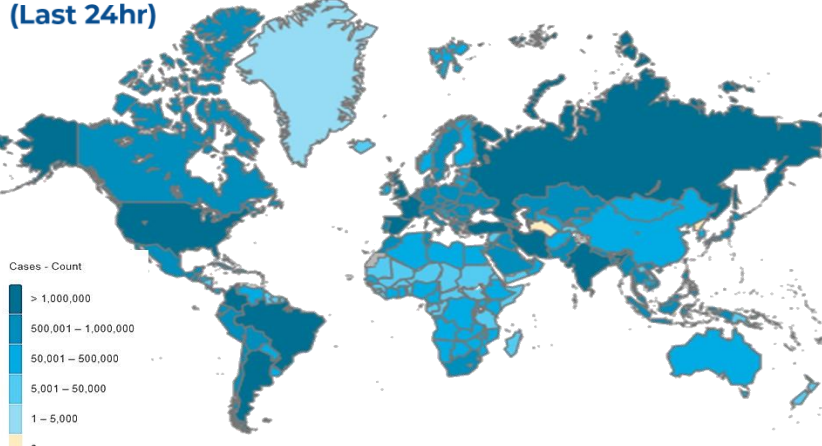 (Last 24hr)
Cases - Count
> 1,000,000
500,001 – 1,000,000
50,001 – 500,000
5,001 – 50,000
1 – 5,000